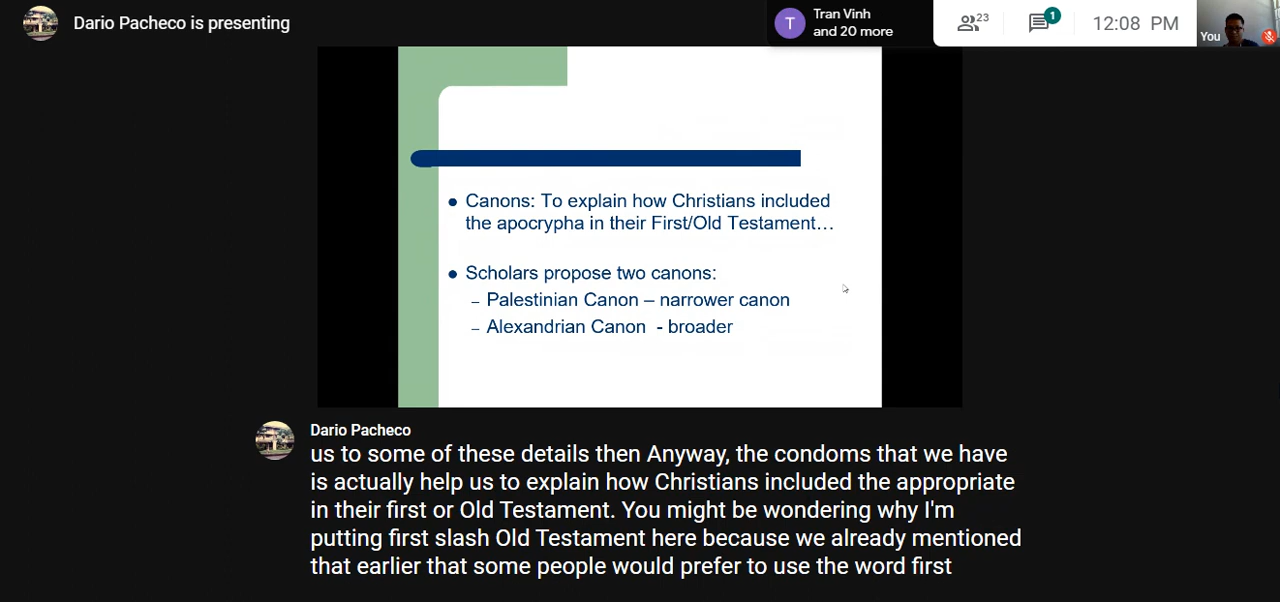 Dario Pacheco is presenting
T
Tran Vinh
and 20 more
23
1
12:08 PM
You
• Canons: To explain how Christians included
the apocrypha in their First/Old Testament…
• Scholars propose two canons:
– Palestinian Canon – narrower canon
– Alexandrian Canon - broader
Dario Pacheco
us to some of these details then Anyway, the condoms that we have
is actually help us to explain how Christians included the appropriate
in their first or Old Testament. You might be wondering why I'm
putting first slash Old Testament here because we already mentioned
that earlier that some people would prefer to use the word first